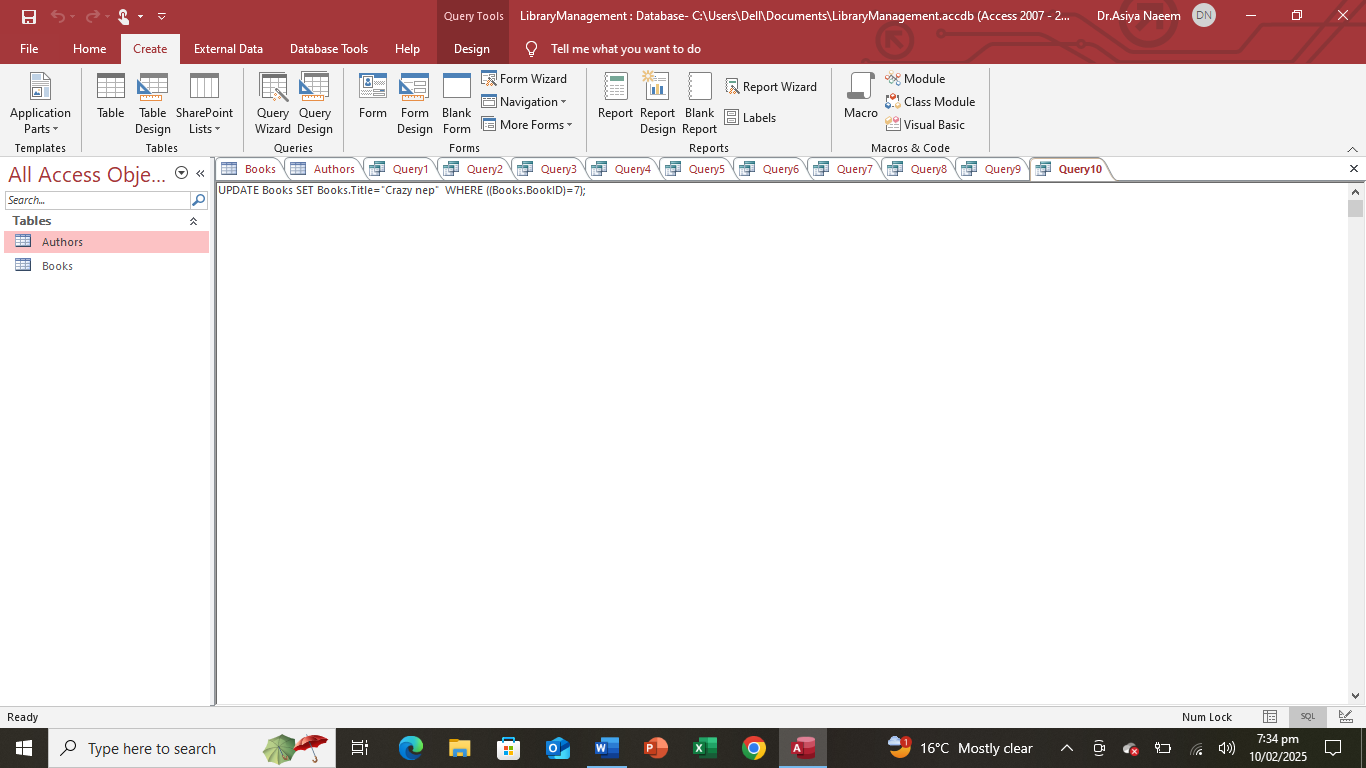 Query Tools
LibraryManagement : Database- C:\Users\Dell\Documents\LibraryManagement.accdb (Access 2007 - 2...
Dr.Asiya Naeem
DN
File Home Create External Data Database Tools Help Design Tell me what you want to do
Application Parts
Templates
Table
Table Design
SharePoint Lists
Tables
Query Wizard
Query Design
Queries
Form
Form Design
Blank Form
Form Wizard
Navigation
More Forms
Forms
Report
Report Design
Blank Report
Report Wizard
Labels
Reports
Macro
Module
Class Module
Visual Basic
Macros & Code
All Access Obje...
Search...
Tables
Authors
Books
Books Authors Query1 Query2 Query3 Query4 Query5 Query6 Query7 Query8 Query9 Query10
UPDATE Books SET Books.Title="Crazy nep"  WHERE ((Books.BookID)=7);
Ready
Num Lock
SQL
Type here to search
1
16°C Mostly clear
7:34 pm
10/02/2025